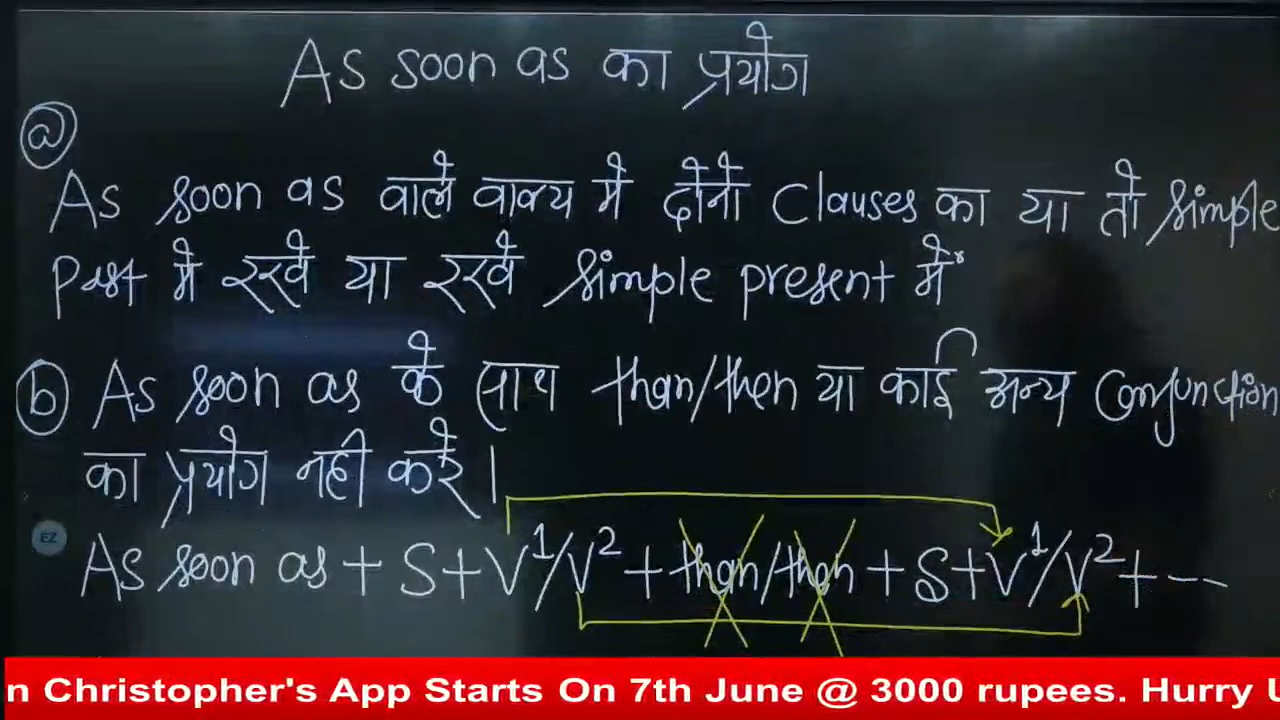 As soon as का प्रयोग
a
As soon as वाले वाक्य मे दोनो Clauses का या तो simple
past मे रखे या रखे simple present में
b As soon as के साथ than/then या कोई अन्य Conjunction
का प्रयोग नही करे।
EZ
As soon as + S+V1/V2 + than/then + S+V1/V2+---
n Christopher's App Starts On 7th June @ 3000 rupees. Hurry U